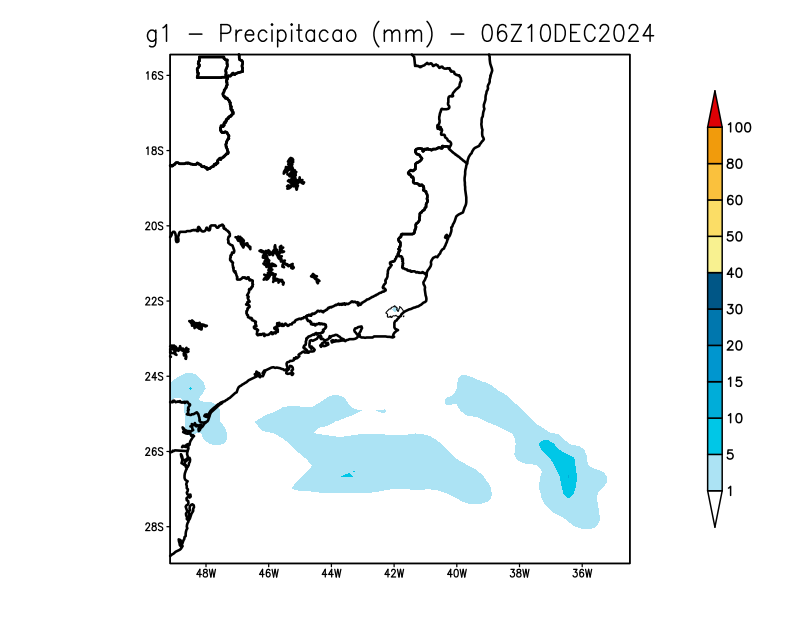 g1 – Precipitacao (mm) – 06Z10DEC2024
16S
18S
20S
22S
24S
26S
28S
48W 46W 44W 42W 40W 38W 36W
100
80
60
50
40
30
20
15
10
5
1